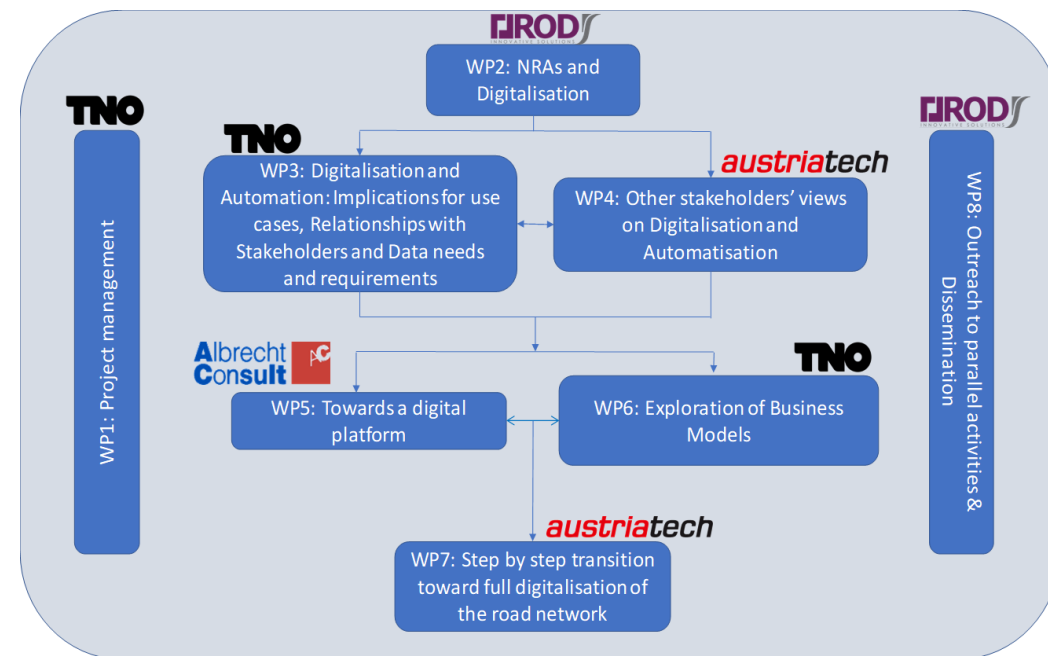 ROD
INNOVATIVE SOLUTIONS
WP2: NRAs and
Digitalisation
TNO
WP1: Project management
TNO
WP3: Digitalisation and
Automation: Implications for use
cases, Relationships with
Stakeholders and Data needs
and requirements
austriatech
WP4: Other stakeholders’ views
on Digitalisation and
Automatisation
ROD
INNOVATIVE SOLUTIONS
WP8: Outreach to parallel activities &
Dissemination
Albrecht
Consult
AC
WP5: Towards a digital
platform
TNO
WP6: Exploration of Business
Models
austriatech
WP7: Step by step transition
toward full digitalisation of
the road network